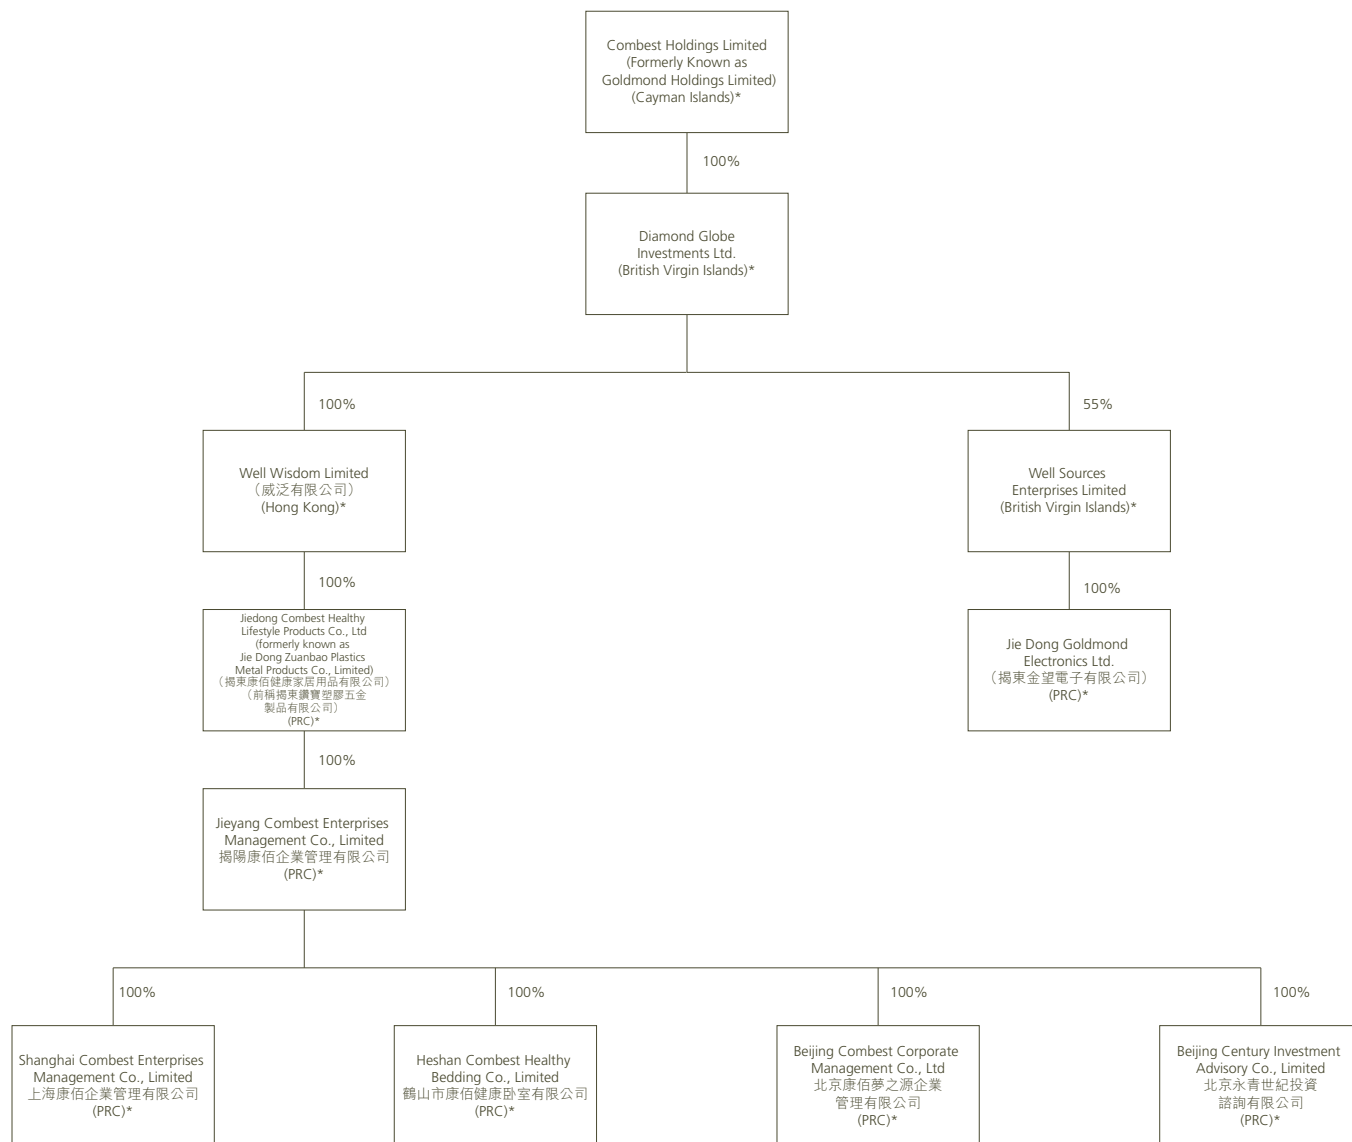 Combest Holdings Limited
(Formerly Known as
Goldmond Holdings Limited)
(Cayman Islands)*
100%
Diamond Globe
Investments Ltd.
(British Virgin Islands)*
100%
55%
Well Wisdom Limited
（威泛有限公司）
(Hong Kong)*
Well Sources
Enterprises Limited
(British Virgin Islands)*
100%
100%
Jiedong Combest Healthy
Lifestyle Products Co., Ltd
(formerly known as
Jie Dong Zuanbao Plastics
Metal Products Co., Limited)
（揭東康佰健康家居用品有限公司）
（前稱揭東鑽寶塑膠五金
製品有限公司）
(PRC)*
Jie Dong Goldmond
Electronics Ltd.
（揭東金望電子有限公司）
(PRC)*
100%
Jieyang Combest Enterprises
Management Co., Limited
揭陽康佰企業管理有限公司
(PRC)*
100%
100%
100%
100%
Shanghai Combest Enterprises
Management Co., Limited
上海康佰企業管理有限公司
(PRC)*
Heshan Combest Healthy
Bedding Co., Limited
鶴山市康佰健康卧室有限公司
(PRC)*
Beijing Combest Corporate
Management Co., Ltd
北京康佰夢之源企業
管理有限公司
(PRC)*
Beijing Century Investment
Advisory Co., Limited
北京永青世紀投資
諮詢有限公司
(PRC)*